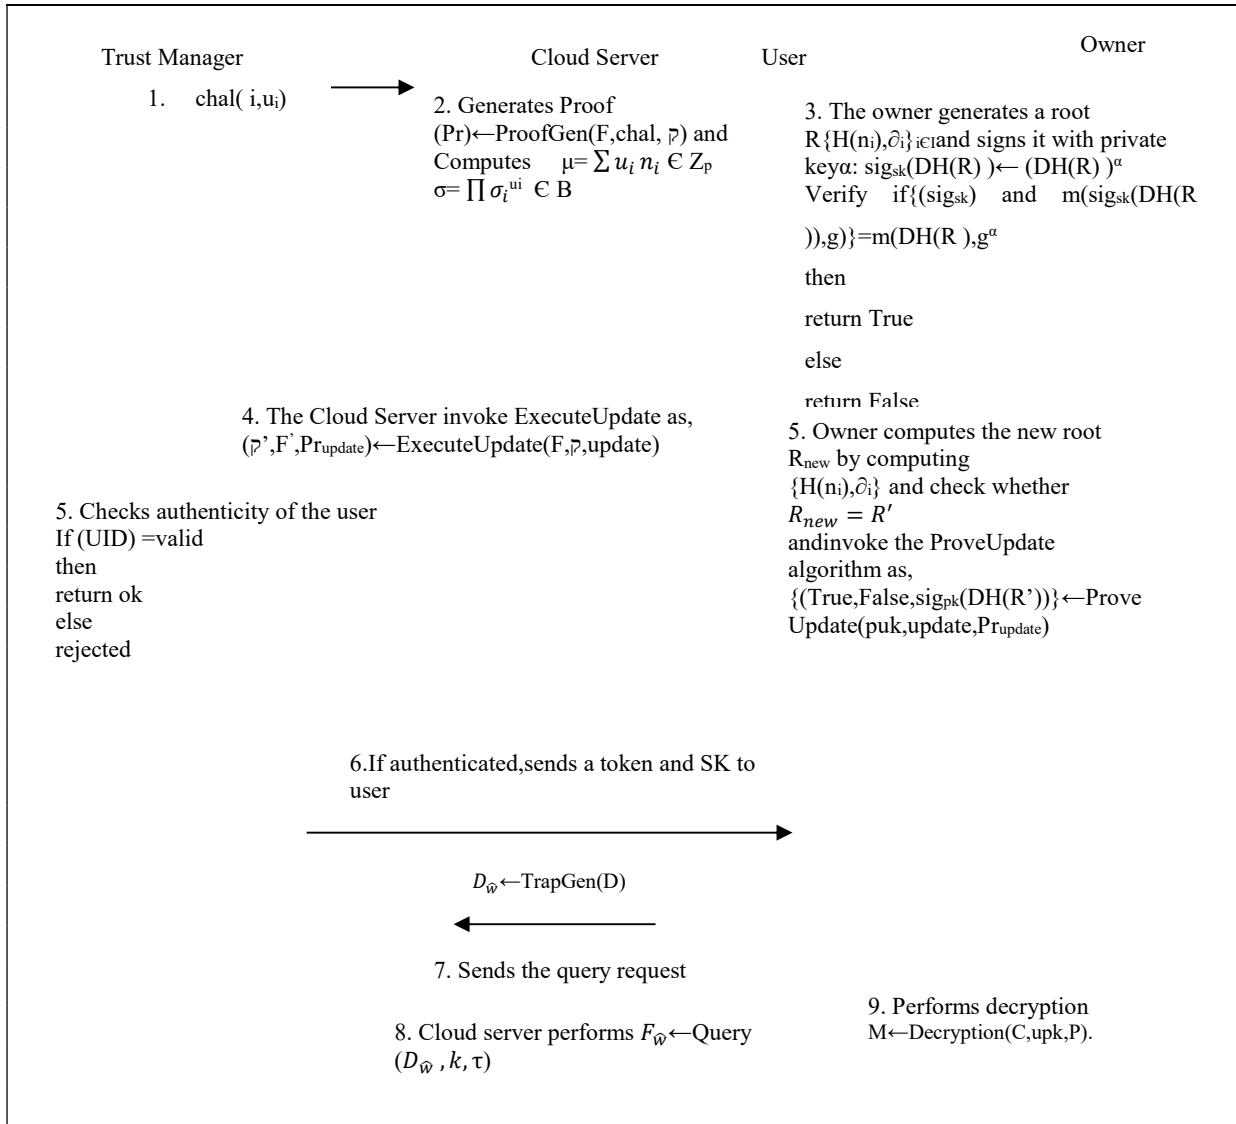 Trust Manager
Cloud Server
User
Owner
1. chal( i,uᵢ)
2. Generates Proof
(Pr)←ProofGen(F,chal, ק) and
Computes μ= ∑ 𝑢ᵢ 𝑛ᵢ Є Zₚ
σ= ∏ 𝜎ᵢᵘⁱ Є B
3. The owner generates a root
R{H(nᵢ),∂ᵢ}ᵢЄI and signs it with private
keyα: sigₛₖ(DH(R) )← (DH(R) )ᵅ
Verify if{(sigₛₖ) and m(sigₛₖ(DH(R
)),g)}=m(DH(R ),gᵅ
then
return True
else
return False
4. The Cloud Server invoke ExecuteUpdate as,
(ק’,F’,Prupdate)←ExecuteUpdate(F,ק,update)
5. Owner computes the new root
Rnew by computing
{H(nᵢ),∂ᵢ} and check whether
𝑅𝑛𝑒𝑤 = 𝑅′
andinvoke the ProveUpdate
algorithm as,
{(True,False,sigpk(DH(R’))}←Prove
Update(puk,update,Prupdate)
5. Checks authenticity of the user
If (UID) =valid
then
return ok
else
rejected
6.If authenticated,sends a token and SK to
user
𝐷ŵ←TrapGen(D)
7. Sends the query request
8. Cloud server performs 𝐹ŵ←Query
(𝐷ŵ , 𝑘, τ)
9. Performs decryption
M←Decryption(C,upk,P).